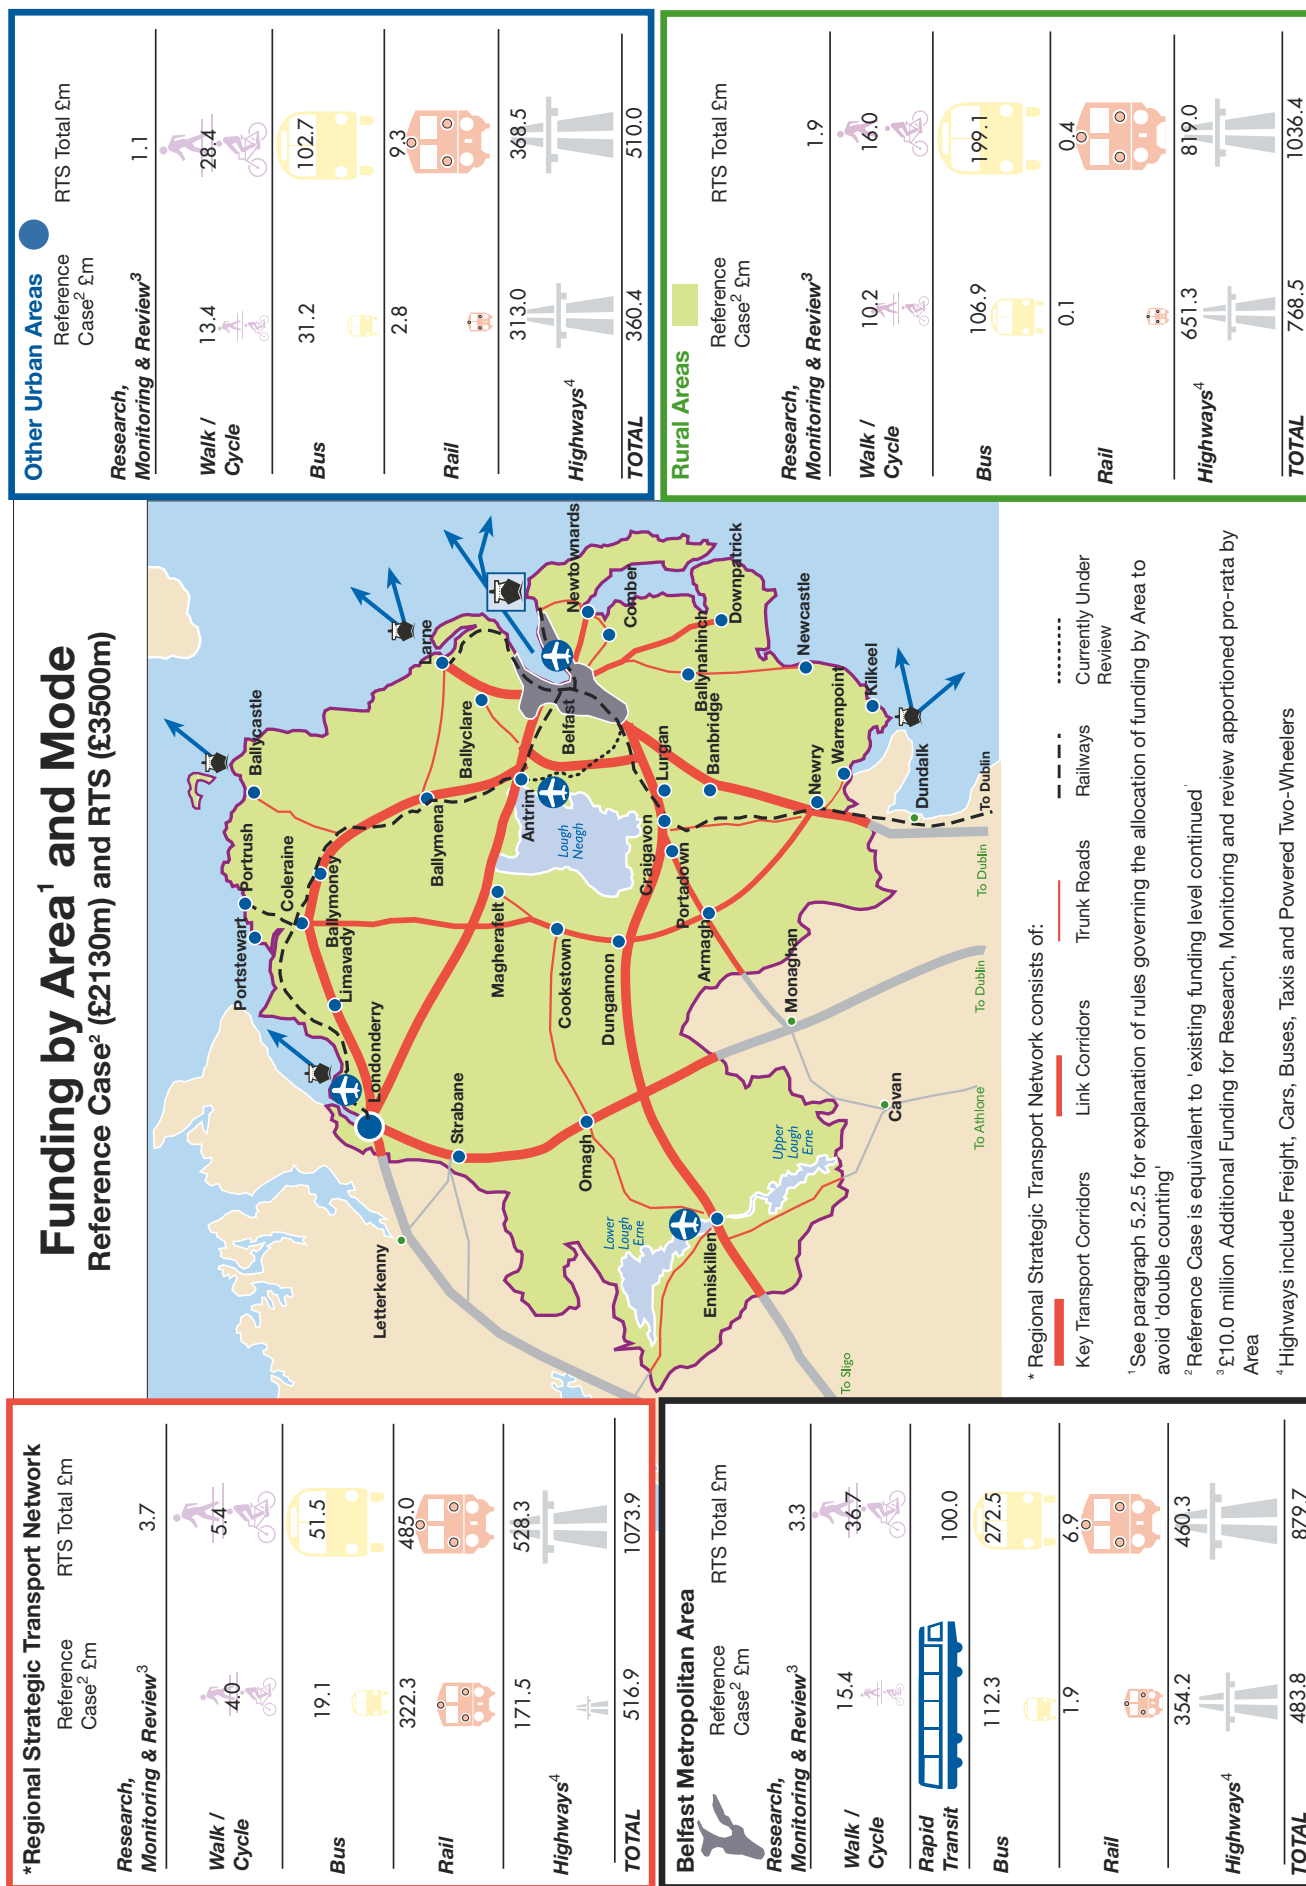 Funding by Area¹ and Mode
Reference Case² (£2130m) and RTS (£3500m)
*Regional Strategic Transport Network
Reference
Case² £m
RTS Total £m
Research,
Monitoring & Review³ 3.7
Walk /
Cycle 4.0 5.4
Bus 19.1 51.5
Rail 322.3 485.0
Highways⁴ 171.5 528.3
TOTAL 516.9 1073.9
Other Urban Areas
Reference
Case² £m
RTS Total £m
Research,
Monitoring & Review³ 1.1
Walk /
Cycle 13.4 28.4
Bus 31.2 102.7
Rail 2.8 9.3
Highways⁴ 313.0 368.5
TOTAL 360.4 510.0
Portstewart
Portrush
Ballycastle
Coleraine
Ballymoney
Limavady
Londonderry
Letterkenny
Strabane
Larne
Ballyclare
Ballymena
Antrim
Magherafelt
Belfast
Newtownards
Comber
Lough
Neagh
Cookstown
Dungannon
Omagh
Lower
Lough
Erne
Craigavon
Lurgan
Portadown
Banbridge
Ballynahinch
Downpatrick
Armagh
Enniskillen
Upper
Lough
Erne
Monaghan
Newry
Warrenpoint
Newcastle
Kilkeel
Cavan
Dundalk
To Sligo
To Athlone
To Dublin
To Dublin
To Dublin
Belfast Metropolitan Area
Reference
Case² £m
RTS Total £m
Research,
Monitoring & Review³ 3.3
Walk /
Cycle 15.4 36.7
Rapid
Transit 100.0
Bus 112.3 272.5
Rail 1.9 6.9
Highways⁴ 354.2 460.3
TOTAL 483.8 879.7
* Regional Strategic Transport Network consists of:
Key Transport Corridors
Link Corridors
Trunk Roads
Railways
Currently Under
Review
¹ See paragraph 5.2.5 for explanation of rules governing the allocation of funding by Area to
avoid 'double counting'
² Reference Case is equivalent to 'existing funding level continued'
³ £10.0 million Additional Funding for Research, Monitoring and review apportioned pro-rata by
Area
⁴ Highways include Freight, Cars, Buses, Taxis and Powered Two-Wheelers
Rural Areas
Reference
Case² £m
RTS Total £m
Research,
Monitoring & Review³ 1.9
Walk /
Cycle 10.2 16.0
Bus 106.9 199.1
Rail 0.1 0.4
Highways⁴ 651.3 819.0
TOTAL 768.5 1036.4